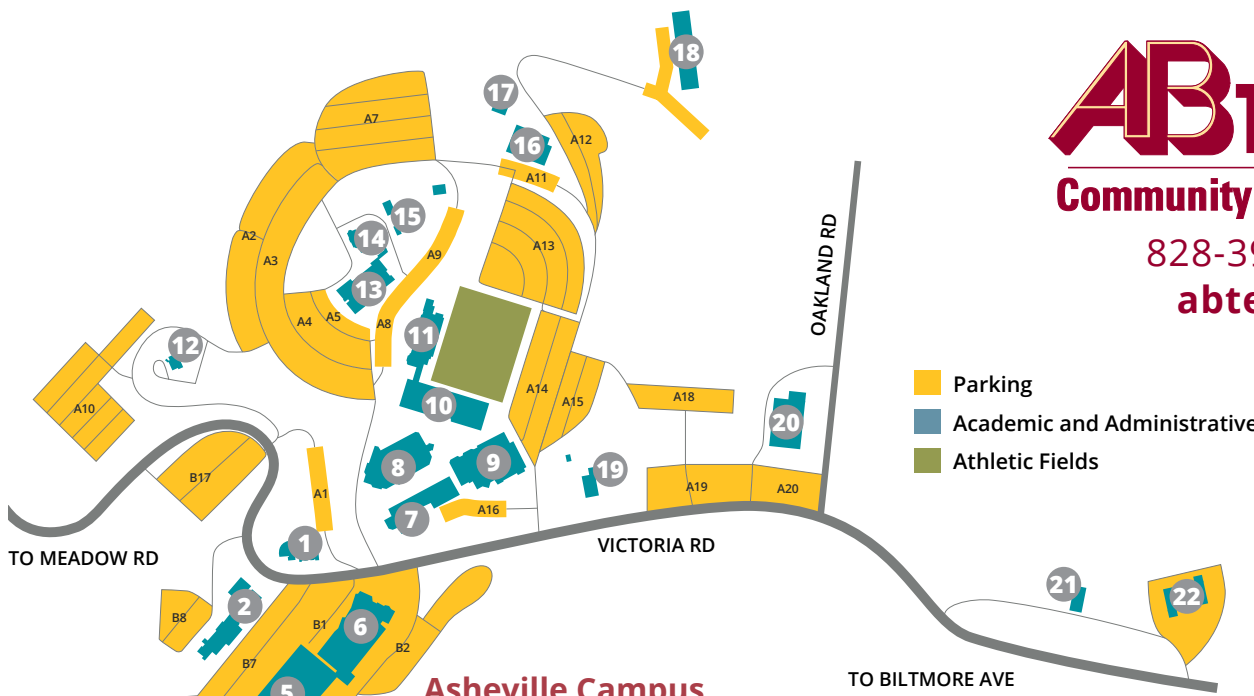 18
17
A7
16
A12
A11
AB
Community
828-39
abte
15
14
A2
A3
A9
A13
13
OAKLAND RD
A4
A5
A8
11
12
A10
A14
A15
A18
Parking
10
20
Academic and Administrative
8
9
19
Athletic Fields
B17
A1
A19
A20
7
A16
1
VICTORIA RD
TO MEADOW RD
21
22
2
B8
B1
6
B2
B7
5
TO BILTMORE AVE
Asheville Campus